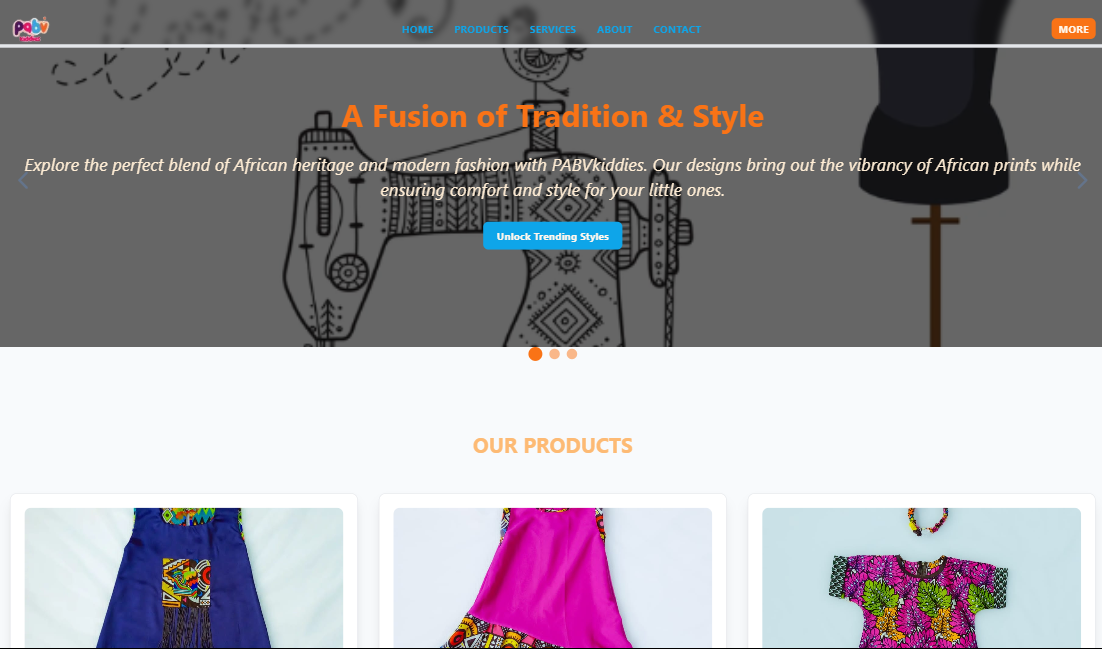 PABV
HOME PRODUCTS SERVICES ABOUT CONTACT MORE
A Fusion of Tradition & Style
Explore the perfect blend of African heritage and modern fashion with PABVkiddies. Our designs bring out the vibrancy of African prints while
ensuring comfort and style for your little ones.
Unlock Trending Styles
OUR PRODUCTS